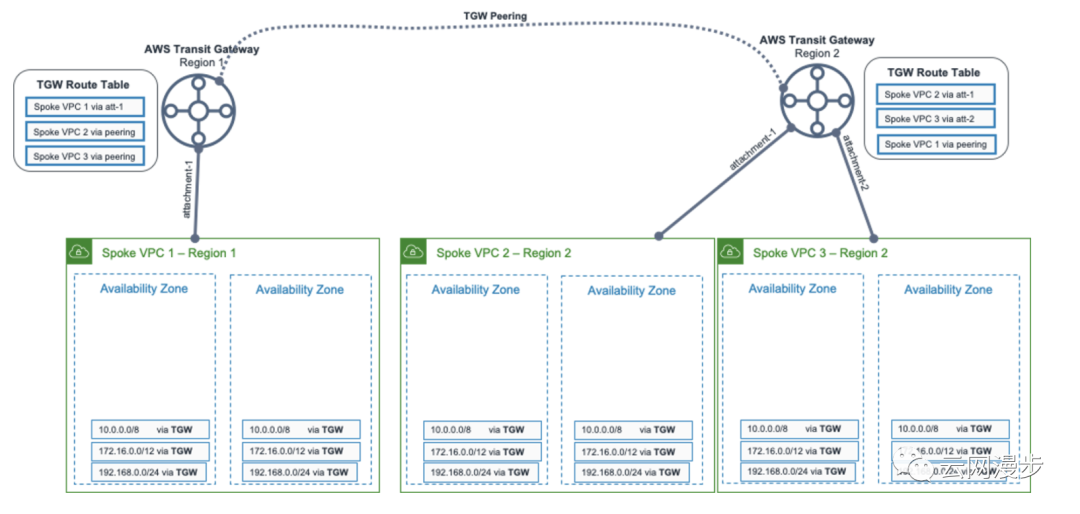 TGW Peering
AWS Transit Gateway
Region 1
AWS Transit Gateway
Region 2
TGW Route Table
Spoke VPC 1 via att-1
Spoke VPC 2 via peering
Spoke VPC 3 via peering
TGW Route Table
Spoke VPC 2 via att-1
Spoke VPC 3 via att-2
Spoke VPC 1 via peering
attachment-1
attachment-1
attachment-2
Spoke VPC 1 – Region 1
Availability Zone
10.0.0.0/8 via TGW
172.16.0.0/12 via TGW
192.168.0.0/24 via TGW
Availability Zone
10.0.0.0/8 via TGW
172.16.0.0/12 via TGW
192.168.0.0/24 via TGW
Spoke VPC 2 – Region 2
Availability Zone
10.0.0.0/8 via TGW
172.16.0.0/12 via TGW
192.168.0.0/24 via TGW
Availability Zone
10.0.0.0/8 via TGW
172.16.0.0/12 via TGW
192.168.0.0/24 via TGW
Spoke VPC 3 – Region 2
Availability Zone
10.0.0.0/8 via TGW
172.16.0.0/12 via TGW
192.168.0.0/24 via TGW
Availability Zone
10.0.0.0/8 via TGW
16.0.0/12 via TGW
云网漫步